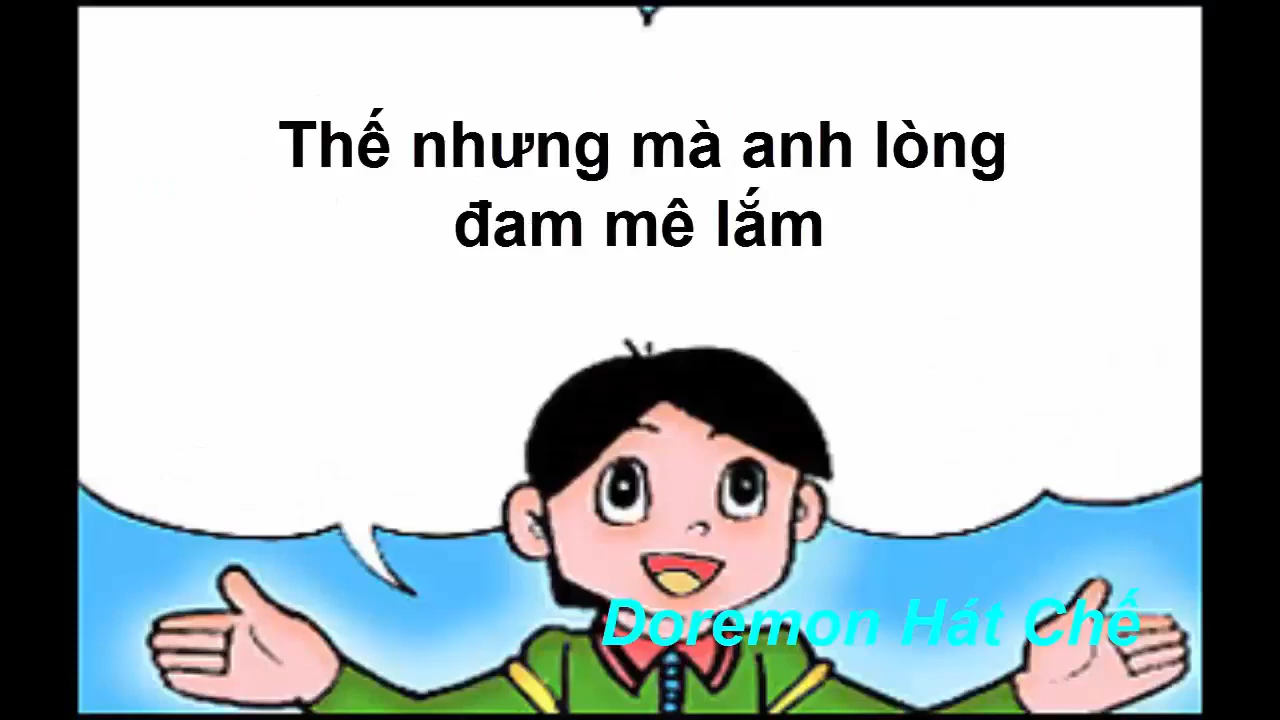 Thế nhưng mà anh lòng
đam mê lắm
Doremon Hát Chế